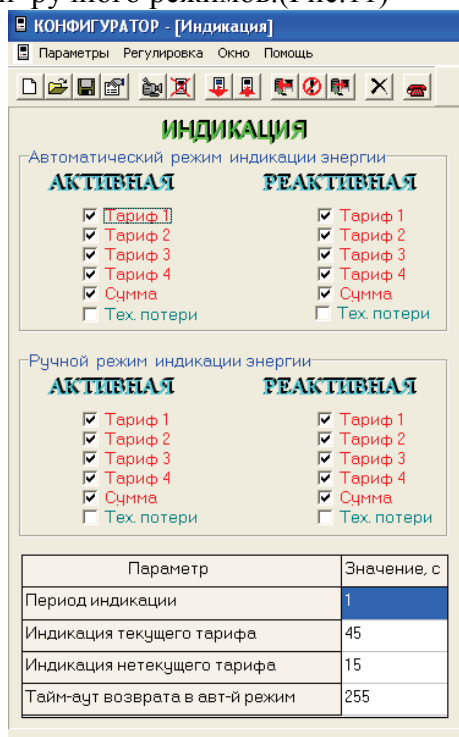 и ручного режимов.(Рис.11)
КОНФИГУРАТОР - [Индикация]
Параметры Регулировка Окно Помощь
ИНДИКАЦИЯ
Автоматический режим индикации энергии
АКТИВНАЯ РЕАКТИВНАЯ
Тариф 1 Тариф 1
Тариф 2 Тариф 2
Тариф 3 Тариф 3
Тариф 4 Тариф 4
Сумма Сумма
Тех. потери Тех. потери
Ручной режим индикации энергии
АКТИВНАЯ РЕАКТИВНАЯ
Тариф 1 Тариф 1
Тариф 2 Тариф 2
Тариф 3 Тариф 3
Тариф 4 Тариф 4
Сумма Сумма
Тех. потери Тех. потери
Параметр Значение, с
Период индикации 1
Индикация текущего тарифа 45
Индикация нетекущего тарифа 15
Тайм-аут возврата в авт-й режим 255